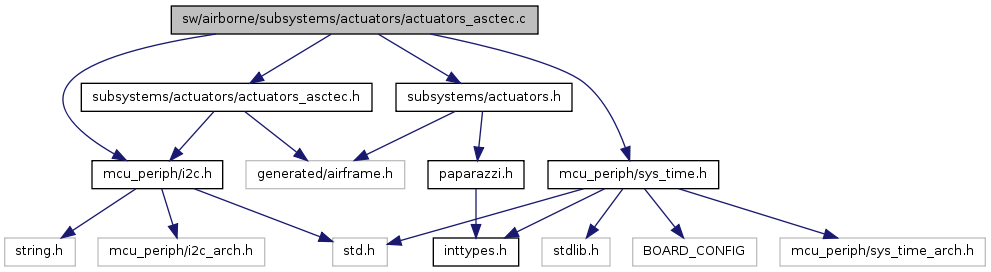 sw/airborne/subsystems/actuators/actuators_asctec.c
subsystems/actuators/actuators_asctec.h
subsystems/actuators.h
mcu_periph/i2c.h
generated/airframe.h
paparazzi.h
mcu_periph/sys_time.h
string.h
mcu_periph/i2c_arch.h
std.h
inttypes.h
stdlib.h
BOARD_CONFIG
mcu_periph/sys_time_arch.h